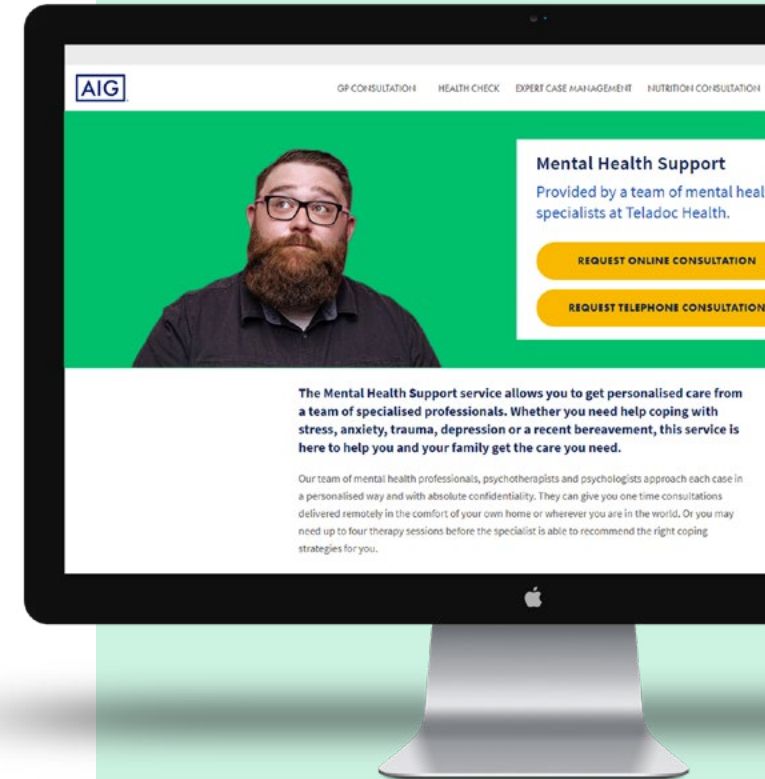 AIG
GP CONSULTATION HEALTH CHECK EXPERT CASE MANAGEMENT NUTRITION CONSULTATION
Mental Health Support
Provided by a team of mental heal
specialists at Teladoc Health.
REQUEST ONLINE CONSULTATION
REQUEST TELEPHONE CONSULTATION
The Mental Health Support service allows you to get personalised care from
a team of specialised professionals. Whether you need help coping with
stress, anxiety, trauma, depression or a recent bereavement, this service is
here to help you and your family get the care you need.
Our team of mental health professionals, psychotherapists and psychologists approach each case in
a personalised way and with absolute confidentiality. They can give you one time consultations
delivered remotely in the comfort of your own home or wherever you are in the world. Or you may
need up to four therapy sessions before the specialist is able to recommend the right coping
strategies for you.